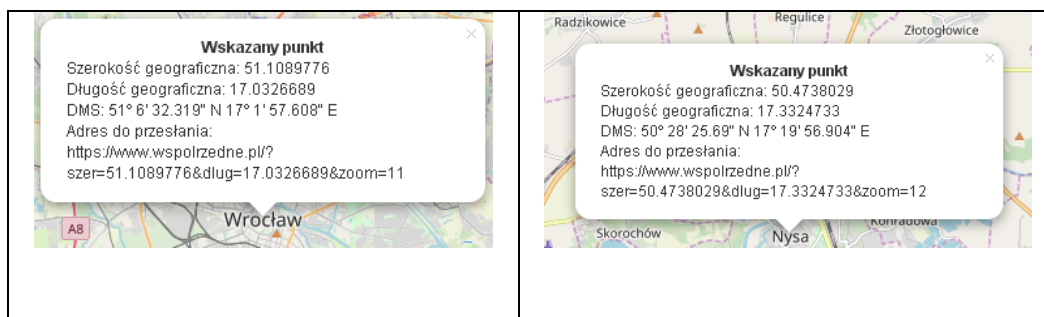 Wskazany punkt
Szerokość geograficzna: 51.1089776
Długość geograficzna: 17.0326689
DMS: 51° 6' 32.319" N 17° 1' 57.608" E
Adres do przesłania:
https://www.wspolrzedne.pl/?
szer=51.1089776&dlug=17.0326689&zoom=11
A8
Wrocław
Radzikowice
Regulice
Złotogłowice
Wskazany punkt
Szerokość geograficzna: 50.4738029
Długość geograficzna: 17.3324733
DMS: 50° 28' 25.69" N 17° 19' 56.904" E
Adres do przesłania:
https://www.wspolrzedne.pl/?
szer=50.4738029&dlug=17.3324733&zoom=12
Skorochów
Nysa
Konradowa